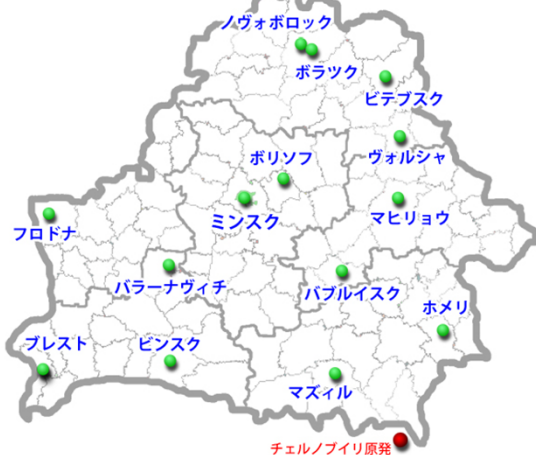 ノヴォボロック
ボラツク
ビテブスク
ヴォルシャ
ボリソフ
ミンスク
マヒリョウ
フロドナ
バラーナヴィチ
バブルイスク
ホメリ
ブレスト
ビンスク
マズィル
チェルノブイリ原発